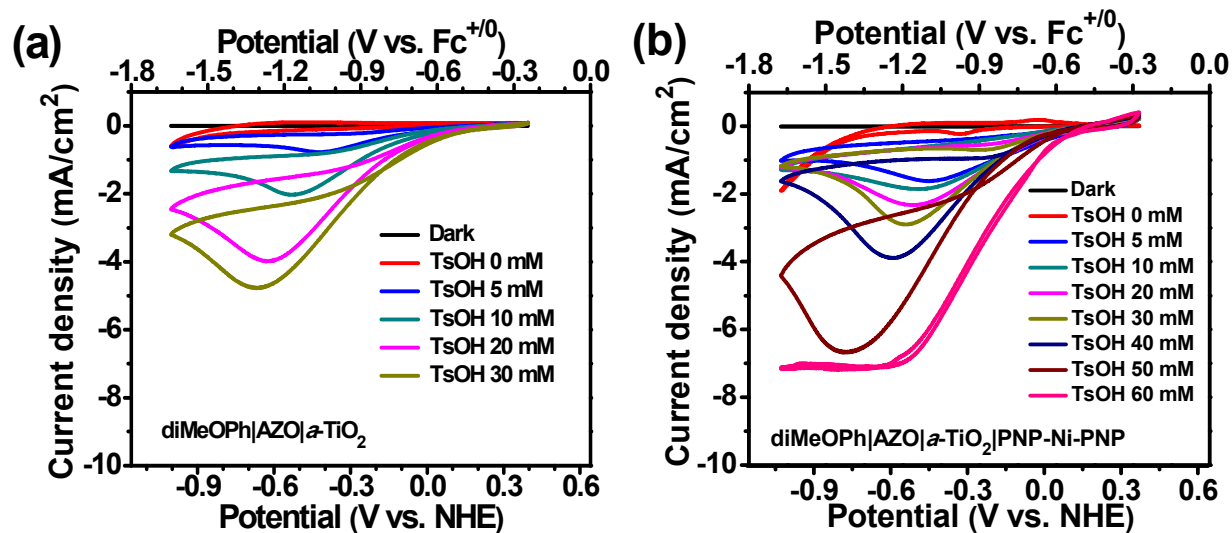 (a)
Potential (V vs. Fc+/0)
-1.8 -1.5 -1.2 -0.9 -0.6 -0.3 0.0
Current density (mA/cm2)
0
-2
-4
-6
-8
-10
Dark
TsOH 0 mM
TsOH 5 mM
TsOH 10 mM
TsOH 20 mM
TsOH 30 mM
diMeOPh|AZO|a-TiO2
-0.9 -0.6 -0.3 0.0 0.3 0.6
Potential (V vs. NHE)
(b)
Potential (V vs. Fc+/0)
-1.8 -1.5 -1.2 -0.9 -0.6 -0.3 0.0
Current density (mA/cm2)
0
-2
-4
-6
-8
-10
Dark
TsOH 0 mM
TsOH 5 mM
TsOH 10 mM
TsOH 20 mM
TsOH 30 mM
TsOH 40 mM
TsOH 50 mM
TsOH 60 mM
diMeOPh|AZO|a-TiO2|PNP-Ni-PNP
-0.9 -0.6 -0.3 0.0 0.3 0.6
Potential (V vs. NHE)